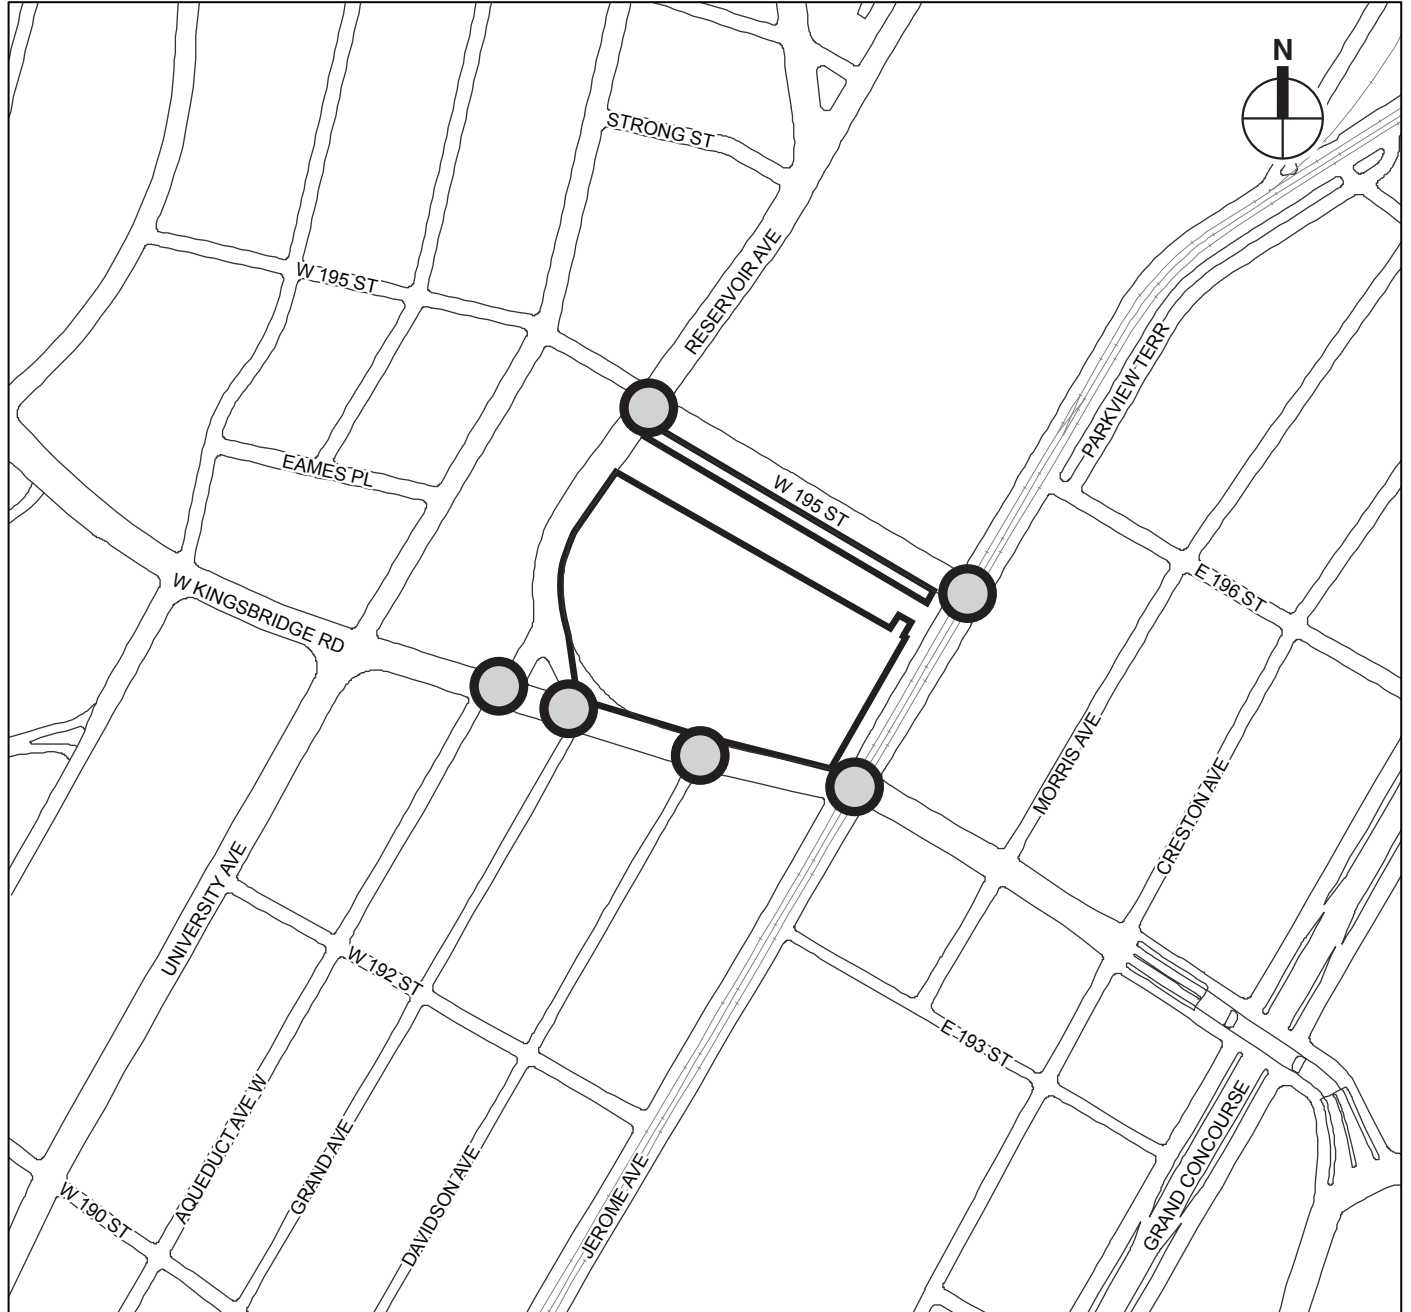 N
STRONG ST
RESERVOIR AVE
W 195 ST
PARKVIEW TERR
EAMES PL
W 195 ST
E 196 ST
W KINGSBRIDGE RD
MORRIS AVE
CRESTON AVE
UNIVERSITY AVE
W 192 ST
E 193 ST
AQUEDUCT AVE W
GRAND AVE
DAVIDSON AVE
JEROME AVE
GRAND CONCOURSE
W 190 ST